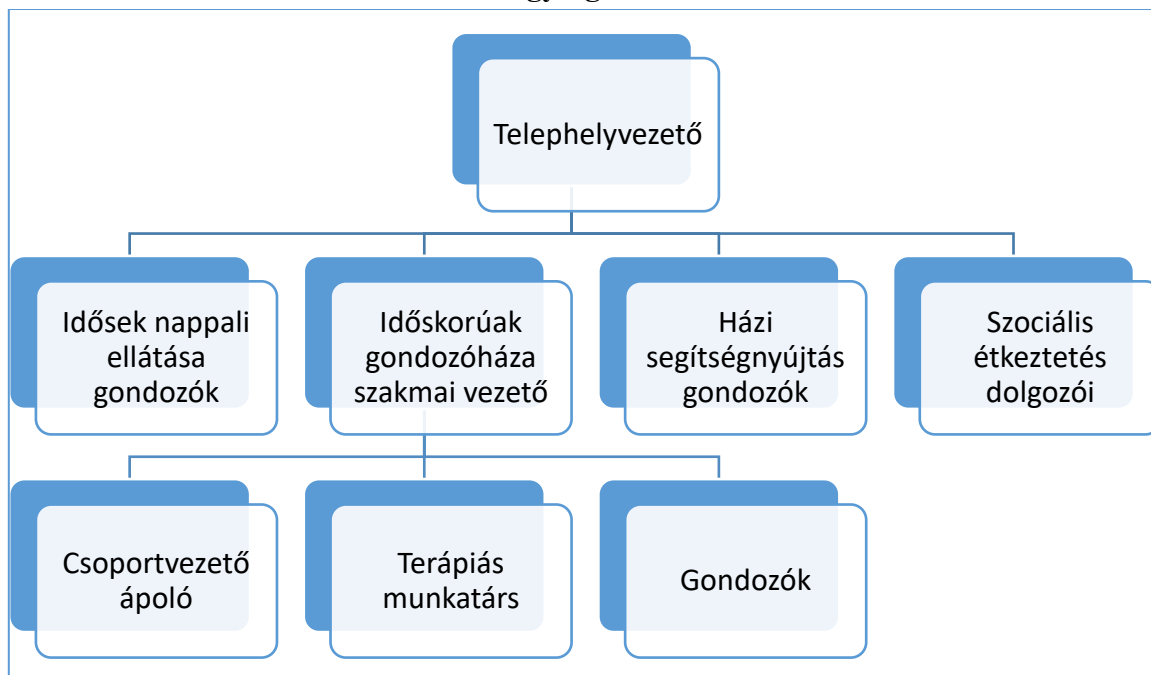 Telephelyvezető
Idősek nappali
ellátása
gondozók
Időskorúak
gondozóháza
szakmai vezető
Házi
segítségnyújtás
gondozók
Szociális
étkeztetés
dolgozói
Csoportvezető
ápoló
Terápiás
munkatárs
Gondozók